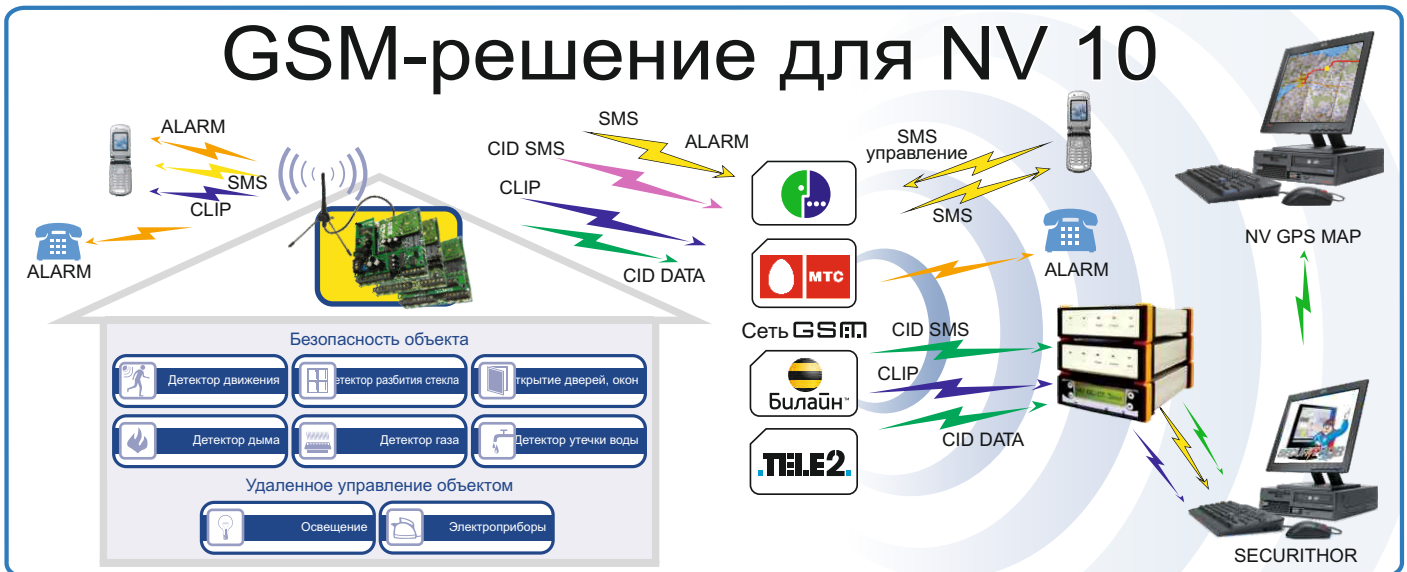 GSM-решение для NV 10
ALARM
SMS
CLIP
ALARM
SMS
ALARM
CID SMS
CLIP
CID DATA
SMS
управление
SMS
ALARM
NV GPS MAP
МТС
Сеть GSM
Билайн™
.TELE2.
CID SMS
CLIP
CID DATA
SECURITHOR
Безопасность объекта
Детектор движения
етектор разбития стекла
ткрытие дверей, окон
Детектор дыма
Детектор газа
Детектор утечки воды
Удаленное управление объектом
Освещение
Электроприборы